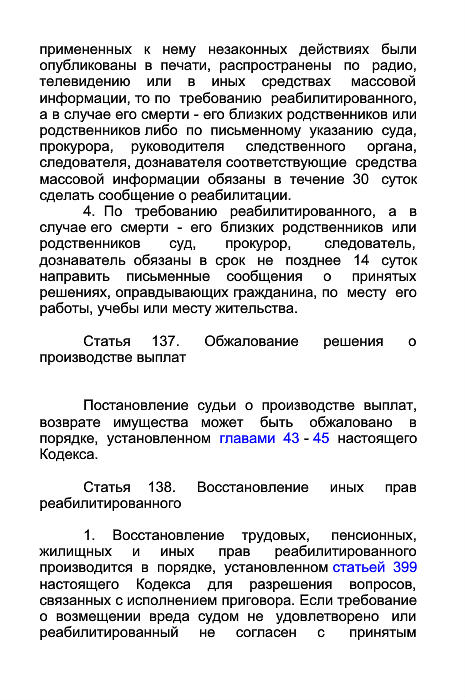 примененных к нему незаконных действиях были
опубликованы в печати, распространены по радио,
телевидению или в иных средствах массовой
информации, то по требованию реабилитированного,
а в случае его смерти - его близких родственников или
родственников либо по письменному указанию суда,
прокурора, руководителя следственного органа,
следователя, дознавателя соответствующие средства
массовой информации обязаны в течение 30 суток
сделать сообщение о реабилитации.
4. По требованию реабилитированного, а в
случае его смерти - его близких родственников или
родственников суд, прокурор, следователь,
дознаватель обязаны в срок не позднее 14 суток
направить письменные сообщения о принятых
решениях, оправдывающих гражданина, по месту его
работы, учебы или месту жительства.
Статья 137. Обжалование решения о
производстве выплат
Постановление судьи о производстве выплат,
возврате имущества может быть обжаловано в
порядке, установленном главами 43 - 45 настоящего
Кодекса.
Статья 138. Восстановление иных прав
реабилитированного
1. Восстановление трудовых, пенсионных,
жилищных и иных прав реабилитированного
производится в порядке, установленном статьей 399
настоящего Кодекса для разрешения вопросов,
связанных с исполнением приговора. Если требование
о возмещении вреда судом не удовлетворено или
реабилитированный не согласен с принятым